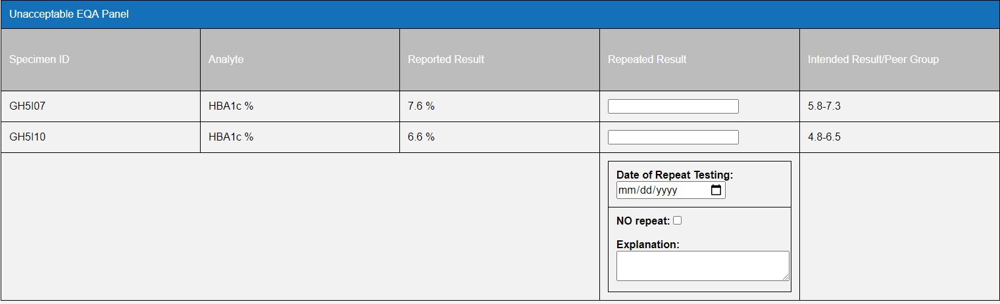 Unacceptable EQA Panel
Specimen ID Analyte Reported Result Repeated Result Intended Result/Peer Group
GH5I07 HBA1c % 7.6 % 5.8-7.3
GH5I10 HBA1c % 6.6 % 4.8-6.5
Date of Repeat Testing:
mm/dd/yyyy
NO repeat:
Explanation: